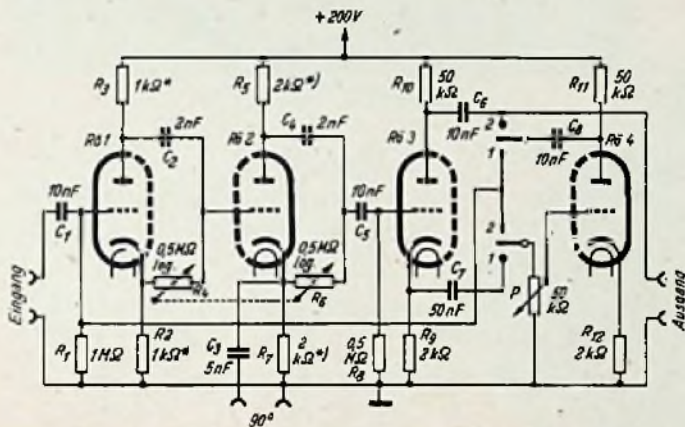 +200V
R3
1kΩ*
R5
2kΩ*)
R10
50
kΩ
R11
50
kΩ
C6
10nF
2nF
C2
C4
2nF
2
1
C8
10nF
Rö1
Rö2
Rö3
Rö4
10nF
C1
10nF
C5
0,5MΩ
log.
R4
0,5MΩ
log.
R6
2
1
C7
50nF
P
50
kΩ
Eingang
Ausgang
R1
1MΩ
R2
1kΩ*
C3
5nF
R7
2
kΩ*)
0,5
MΩ
R8
R9
2kΩ
R12
2kΩ
90°